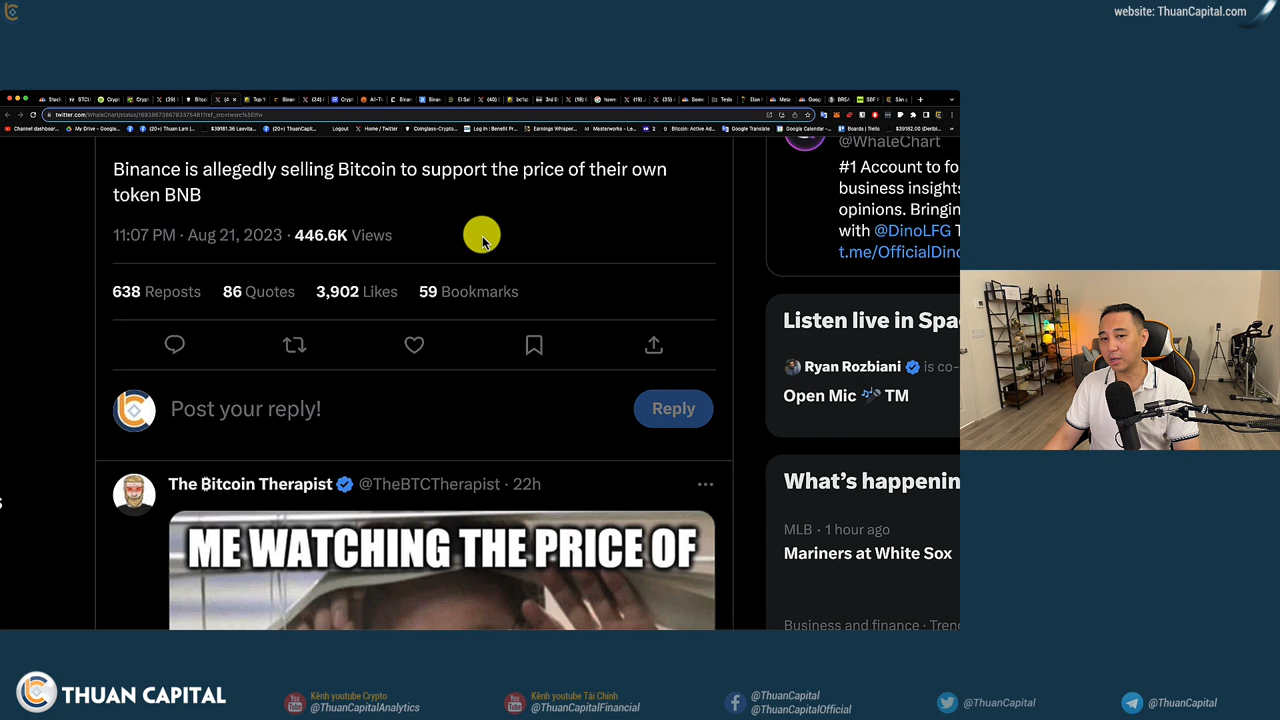 website: ThuanCapital.com
Binance is allegedly selling Bitcoin to support the price of their own
token BNB
11:07 PM · Aug 21, 2023 · 446.6K Views
638 Reposts 86 Quotes 3,902 Likes 59 Bookmarks
Post your reply!
Reply
The ₿itcoin Therapist @TheBTCTherapist · 22h
ME WATCHING THE PRICE OF
@WhaleChart
#1 Account to fo
business insights
opinions. Bringin
with @DinoLFG T
t.me/OfficialDino
Listen live in Spa
Ryan Rozbiani is co-
Open Mic TM
What's happenin
MLB · 1 hour ago
Mariners at White Sox
Business and finance · Tren
THUAN CAPITAL
Kênh youtube Crypto
@ThuanCapitalAnalytics
Kênh youtube Tài Chính
@ThuanCapitalFinancial
@ThuanCapital
@ThuanCapitalOfficial
@ThuanCapital
@ThuanCapital